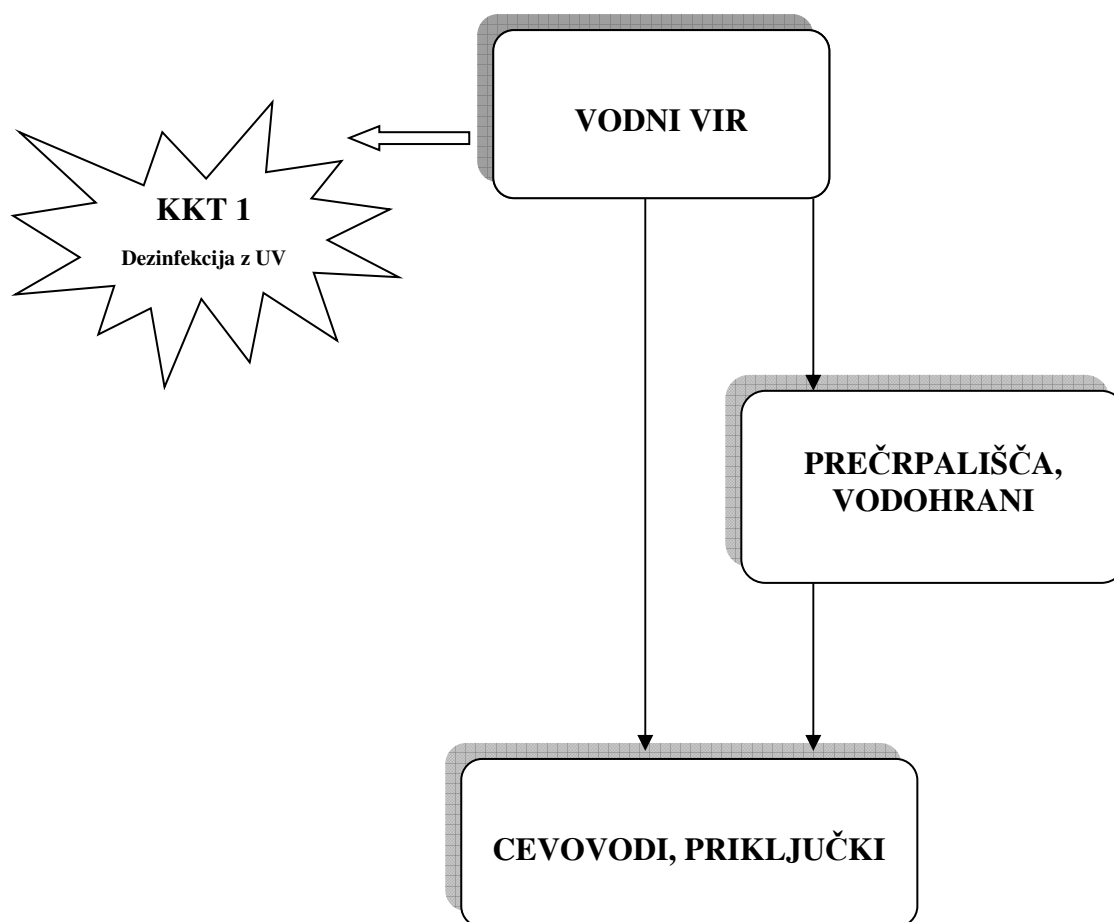 VODNI VIR
KKT 1
Dezinfekcija z UV
PREČRPALIŠČA,
VODOHRANI
CEVOVODI, PRIKLJUČKI